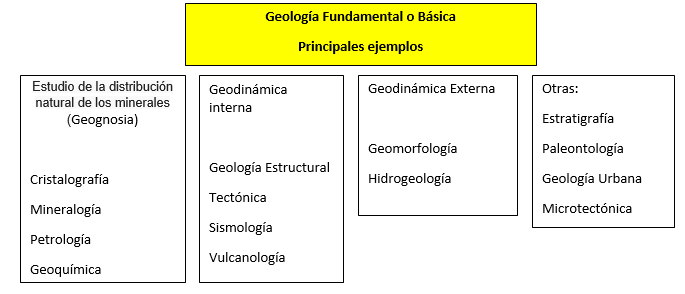 Geología Fundamental o Básica
Principales ejemplos
Estudio de la distribución
natural de los minerales
(Geognosia)
Cristalografía
Mineralogía
Petrología
Geoquímica
Geodinámica
interna
Geología Estructural
Tectónica
Sismología
Vulcanología
Geodinámica Externa
Geomorfología
Hidrogeología
Otras:
Estratigrafía
Paleontología
Geología Urbana
Microtectónica